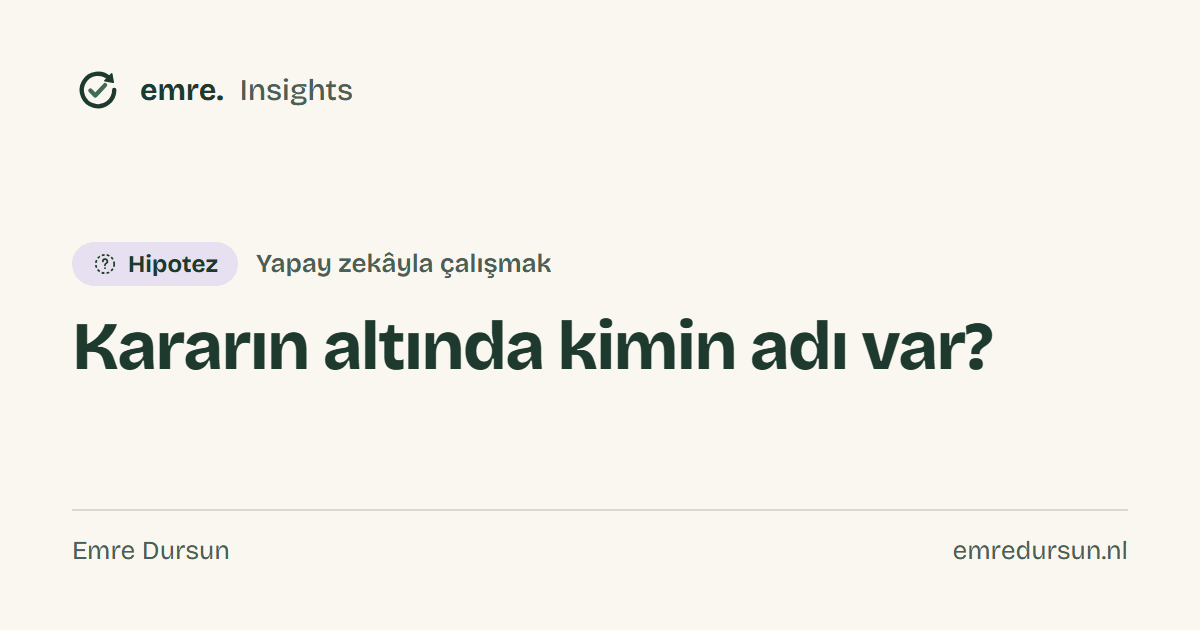 emre. Insights
Hipotez Yapay zekâyla çalışmak
Kararın altında kimin adı var?
Emre Dursun emredursun.nl